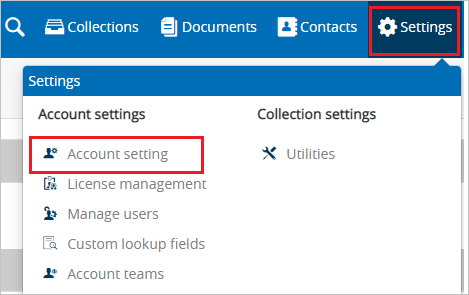 Collections Documents Contacts Settings
Settings
Account settings Collection settings
Account setting Utilities
License management
Manage users
Custom lookup fields
Account teams